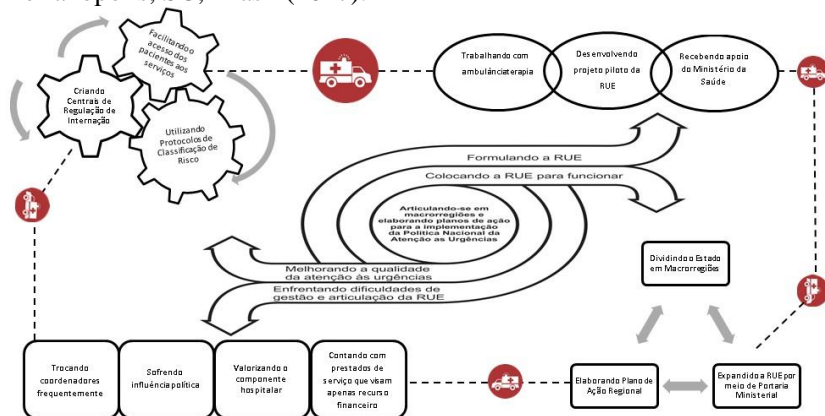 Facilitando o
acesso dos
pacientes aos
serviços
Criando
Centrais de
Regulação de
Internação
Utilizando
Protocolos de
Classificação de
Risco
Trabalhando com
ambulânciaterapia
Desenvolvendo
projeto piloto da
RUE
Recebendo apoio
do Ministério da
Saúde
Formulando a RUE
Colocando a RUE para funcionar
Articulando-se em
macrorregiões e
elaborando planos de ação
para a implementação
da Política Nacional da
Atenção as Urgências
Melhorando a qualidade
da atenção às urgências
Enfrentando dificuldades de
gestão e articulação da RUE
Dividindo o Estado
em Macrorregiões
Elaborando Plano de
Ação Regional
Expandido a RUE por
meio de Portaria
Ministerial
Trocando
coordenadores
frequentemente
Sofrendo
influência política
Valorizando o
componente
hospitalar
Contando com
prestados de
serviço que visam
apenas recurso
financeiro